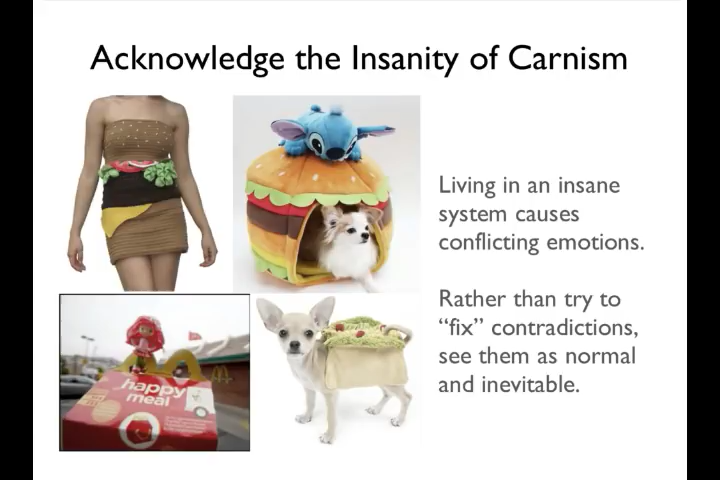 Acknowledge the Insanity of Carnism
Living in an insane
system causes
conflicting emotions.
Rather than try to
“fix” contradictions,
see them as normal
and inevitable.
happy
meal